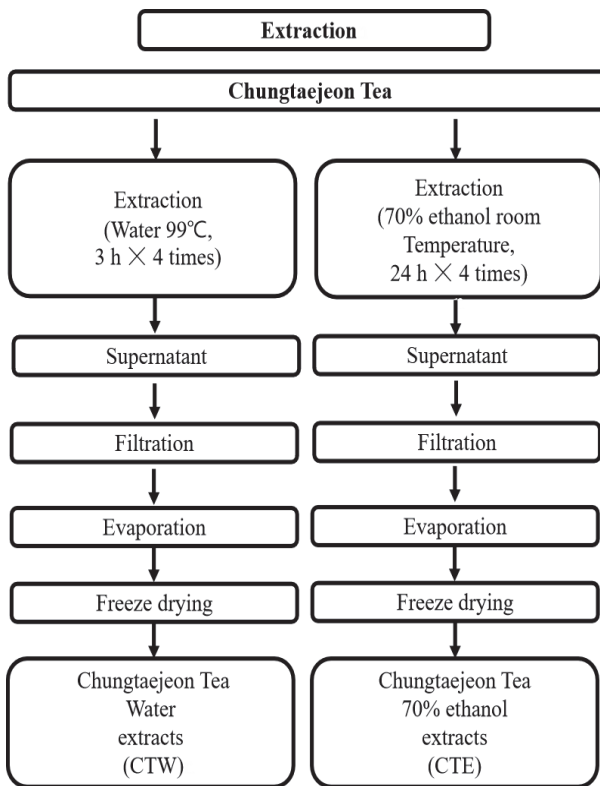 Extraction
Chungtaejeon Tea
Extraction
(Water 99℃,
3 h × 4 times)
Supernatant
Filtration
Evaporation
Freeze drying
Chungtaejeon Tea
Water
extracts
(CTW)
Extraction
(70% ethanol room
Temperature,
24 h × 4 times)
Supernatant
Filtration
Evaporation
Freeze drying
Chungtaejeon Tea
70% ethanol
extracts
(CTE)